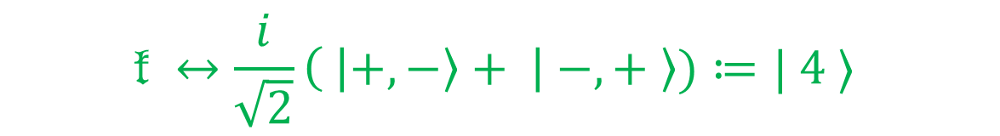 𝔣 ↔ i/√2 ( |+,−⟩ + | −,+ ⟩) ≔ | 4 ⟩